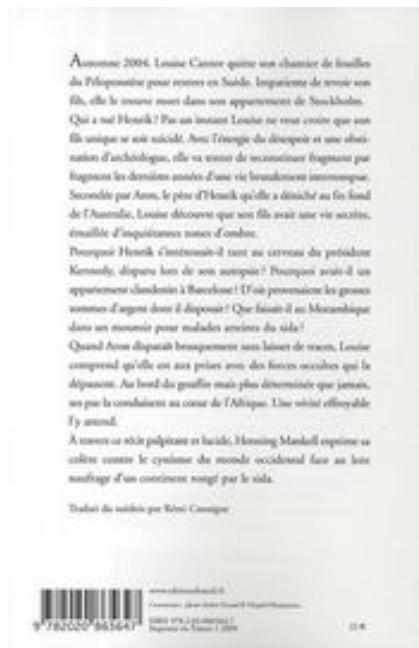 Automne 2004. Louise Cantor quitte son chantier de fouilles
du Péloponnèse pour rentrer en Suède. Impatiente de revoir son
fils, elle le trouve mort dans son appartement de Stockholm.
Qui a tué Henrik ? Pas un instant Louise ne veut croire que son
fils unique se soit suicidé. Avec l'énergie du désespoir et une obsti-
nation d'archéologue, elle va tenter de reconstituer fragment par
fragment les dernières années d'une vie brutalement interrompue.
Secondée par Aron, le père d'Henrik qu'elle a déniché au fin fond
de l'Australie, Louise découvre que son fils avait une vie secrète,
émaillée d'inquiétantes zones d'ombre.
Pourquoi Henrik s'intéressait-il tant au cerveau du président
Kennedy, disparu lors de son autopsie ? Pourquoi avait-il un
appartement clandestin à Barcelone ? D'où provenaient les grosses
sommes d'argent dont il disposait ? Que faisait-il au Mozambique
dans un mouroir pour malades atteints du sida ?
Quand Aron disparaît brusquement sans laisser de traces, Louise
comprend qu'elle est aux prises avec des forces occultes qui la
dépassent. Au bord du gouffre mais plus déterminée que jamais,
ses pas la conduisent au cœur de l'Afrique. Une vérité effroyable
l'y attend.
À travers ce récit palpitant et lucide, Henning Mankell exprime sa
colère contre le cynisme du monde occidental face au lent
naufrage d'un continent rongé par le sida.
Traduit du suédois par Rémi Cassaigne
9 782020 865647